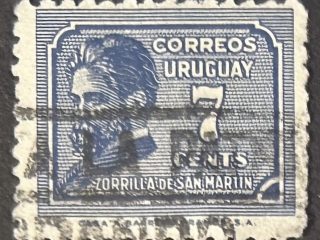 CORREOS
URUGUAY
7
CENTS
ZORRILLA DE SAN MARTIN
S.A.